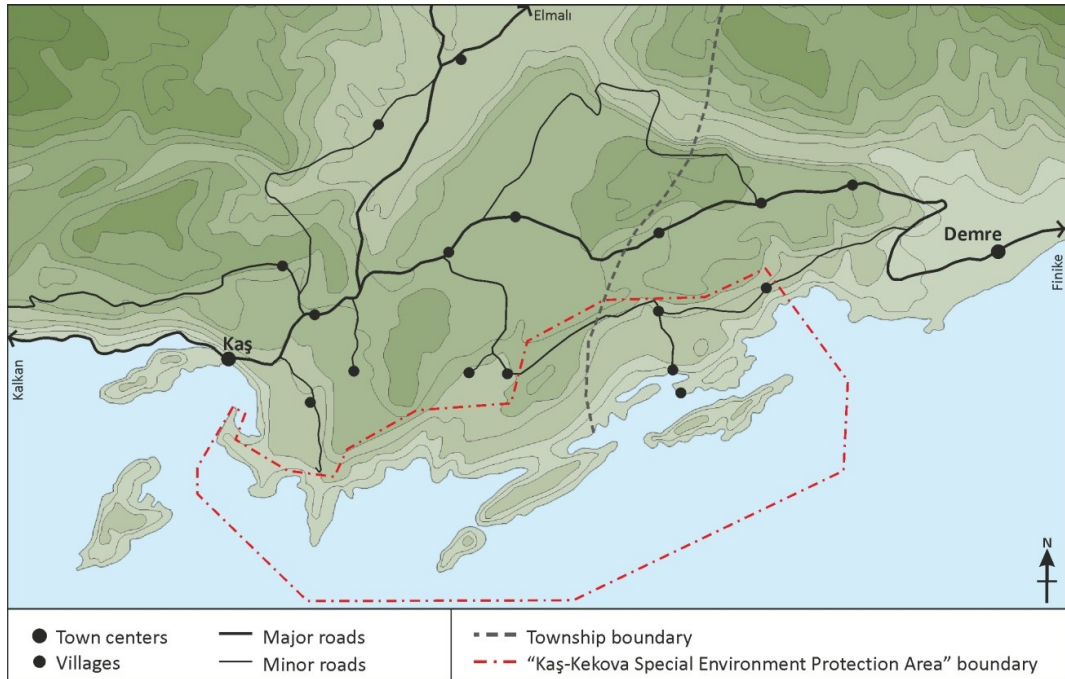 Elmalı
Demre
Finike
Kaş
Kalkan
N
Town centers
Villages
Major roads
Minor roads
Township boundary
“Kaş-Kekova Special Environment Protection Area” boundary